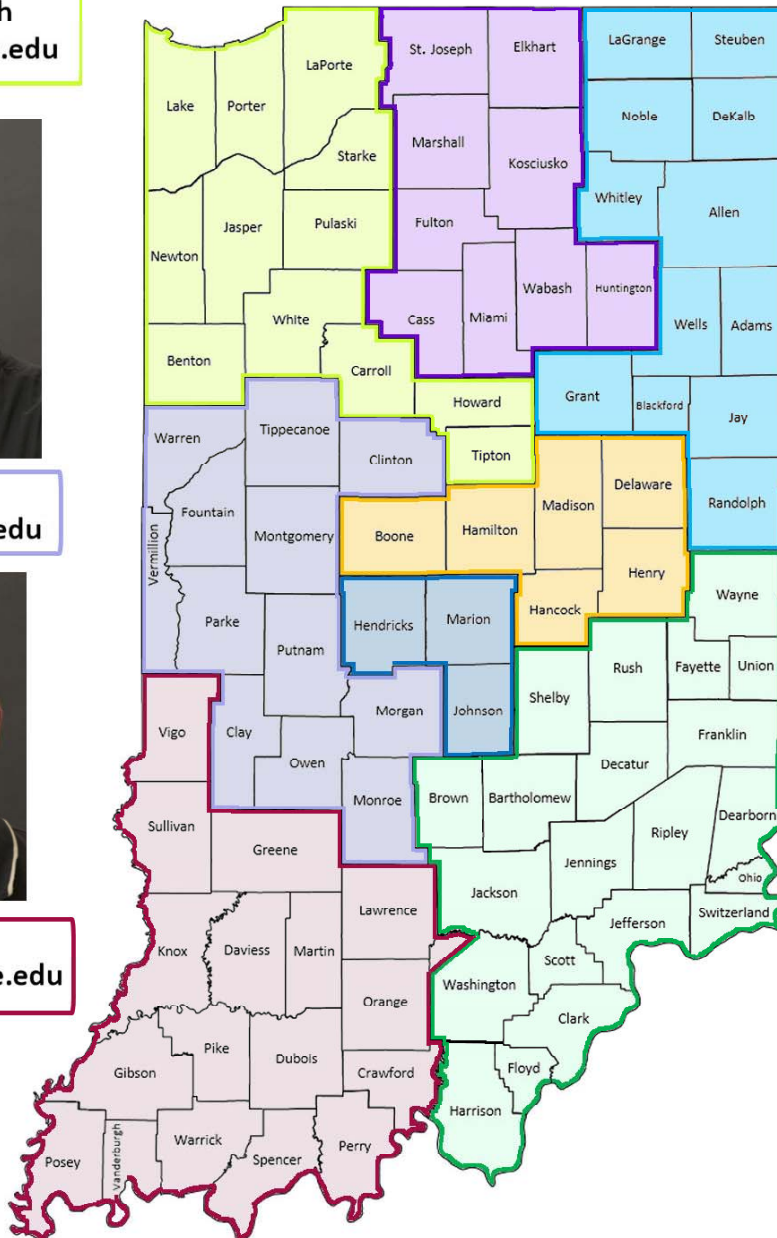 h
.edu
.edu
e.edu
LaPorte
St. Joseph
Elkhart
LaGrange
Steuben
Lake
Porter
Noble
DeKalb
Marshall
Starke
Kosciusko
Whitley
Allen
Jasper
Pulaski
Fulton
Newton
Wabash
Huntington
White
Cass
Miami
Wells
Adams
Benton
Carroll
Howard
Grant
Blackford
Jay
Warren
Tippecanoe
Clinton
Tipton
Madison
Delaware
Randolph
Fountain
Montgomery
Boone
Hamilton
Vermillion
Henry
Hancock
Wayne
Parke
Putnam
Hendricks
Marion
Rush
Fayette
Union
Shelby
Vigo
Clay
Morgan
Johnson
Franklin
Owen
Decatur
Monroe
Brown
Bartholomew
Sullivan
Ripley
Dearborn
Greene
Jennings
Ohio
Jackson
Lawrence
Switzerland
Jefferson
Knox
Daviess
Martin
Scott
Washington
Orange
Clark
Pike
Dubois
Gibson
Crawford
Floyd
Harrison
Posey
Vanderburgh
Warrick
Spencer
Perry